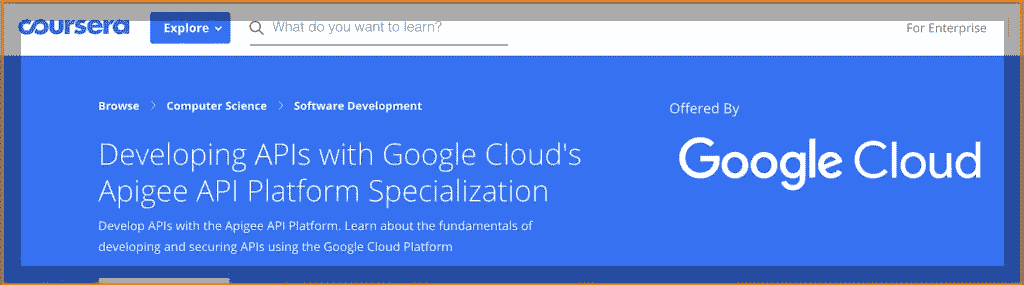 coursera Explore What do you want to learn? For Enterprise
Browse Computer Science Software Development
Offered By
Google Cloud
Developing APIs with Google Cloud's
Apigee API Platform Specialization
Develop APIs with the Apigee API Platform. Learn about the fundamentals of
developing and securing APIs using the Google Cloud Platform